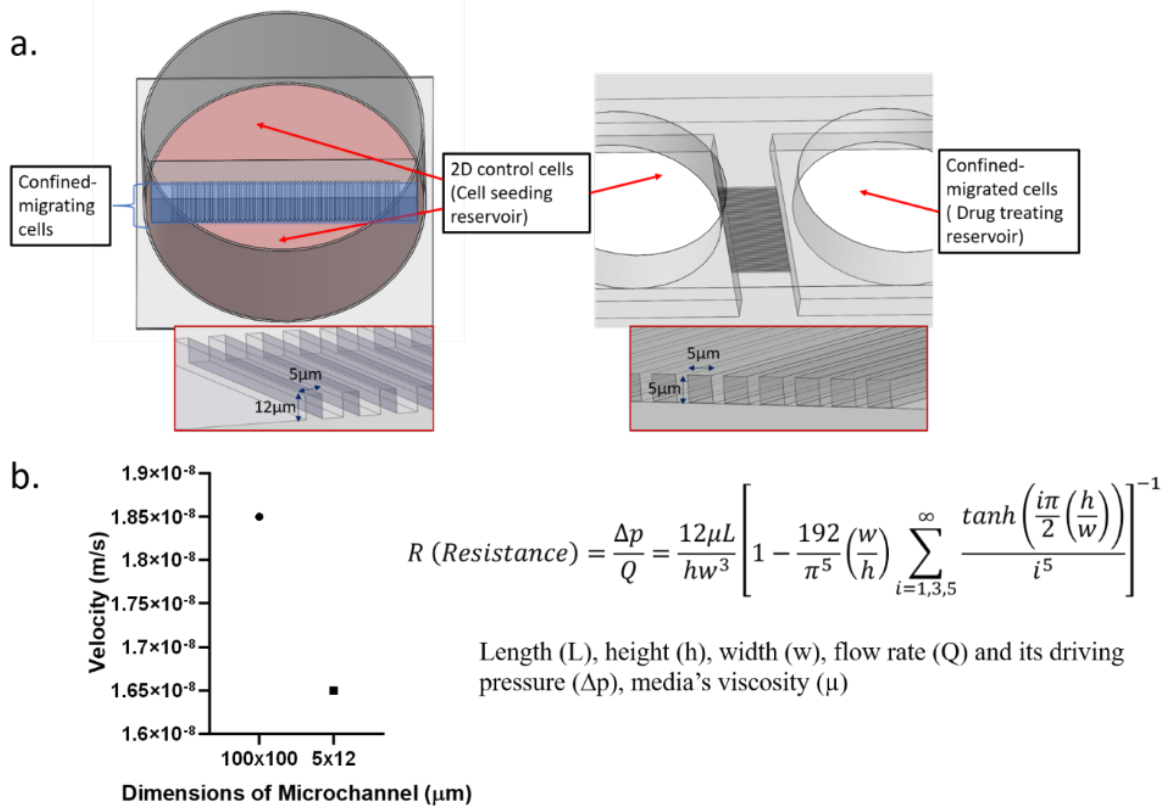 a.
Confined-
migrating
cells
2D control cells
(Cell seeding
reservoir)
Confined-
migrated cells
( Drug treating
reservoir)
5µm
12µm
5µm
5µm
b.
Velocity (m/s)
1.9×10⁻⁸
1.85×10⁻⁸
1.8×10⁻⁸
1.75×10⁻⁸
1.7×10⁻⁸
1.65×10⁻⁸
1.6×10⁻⁸
100x100 5x12
Dimensions of Microchannel (µm)
R (Resistance) = Δp/Q = 12µL/hw³ [1 − 192/π⁵ (w/h) ∑_{i=1,3,5}^{∞} tanh(iπ/2 (h/w))/i⁵]⁻¹
Length (L), height (h), width (w), flow rate (Q) and its driving
pressure (Δp), media's viscosity (µ)